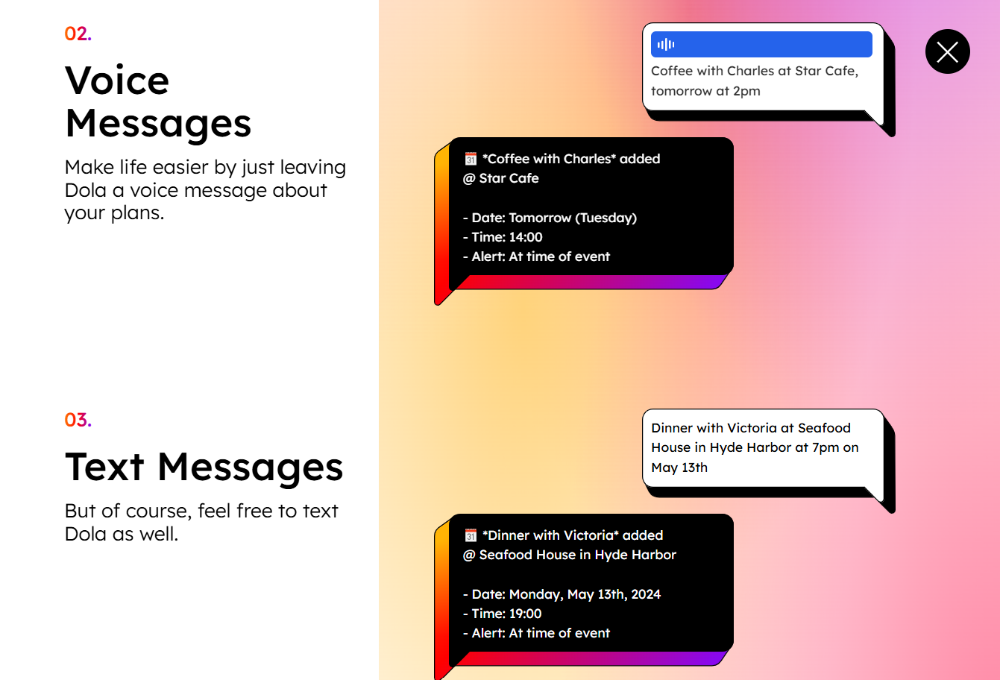 02.
Voice
Messages
Make life easier by just leaving
Dola a voice message about
your plans.
Coffee with Charles at Star Cafe,
tomorrow at 2pm
*Coffee with Charles* added
@ Star Cafe
- Date: Tomorrow (Tuesday)
- Time: 14:00
- Alert: At time of event
03.
Text Messages
But of course, feel free to text
Dola as well.
Dinner with Victoria at Seafood
House in Hyde Harbor at 7pm on
May 13th
*Dinner with Victoria* added
@ Seafood House in Hyde Harbor
- Date: Monday, May 13th, 2024
- Time: 19:00
- Alert: At time of event